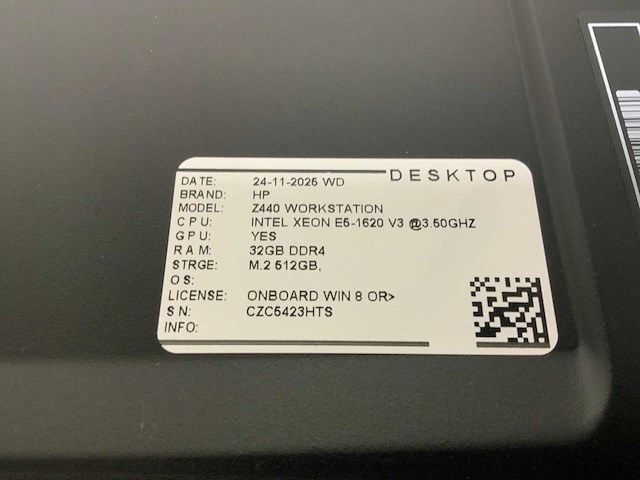 DESKTOP
DATE: 24-11-2025 WD
BRAND: HP
MODEL: Z440 WORKSTATION
CPU: INTEL XEON E5-1620 V3 @3.50GHZ
GPU: YES
RAM: 32GB DDR4
STRGE: M.2 512GB,
OS:
LICENSE: ONBOARD WIN 8 OR>
SN: CZC5423HTS
INFO: